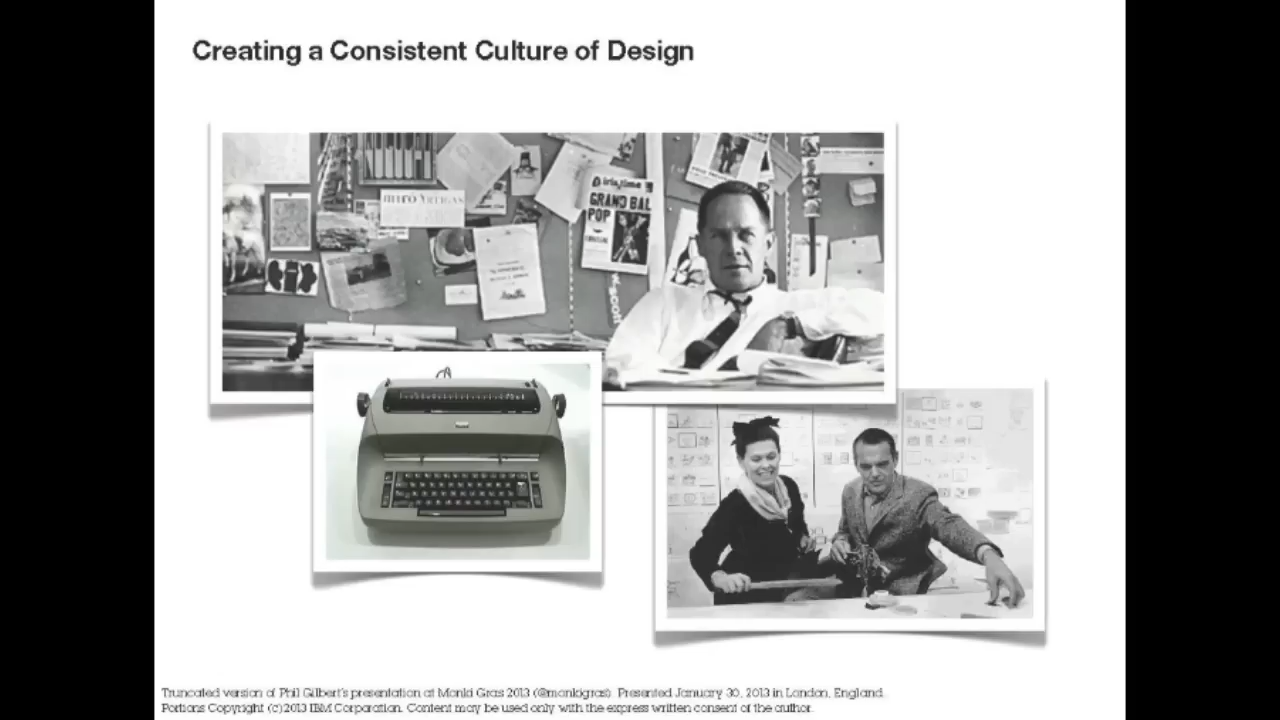 Creating a Consistent Culture of Design
GRAND BAL
POP
Truncated version of Phil Gilbert's presentation at Monki Gras 2013 (@monkigras). Presented January 30, 2013 in London, England.
Portions Copyright (c)2013 IBM Corporation. Content may be used only with the express written consent of the author.